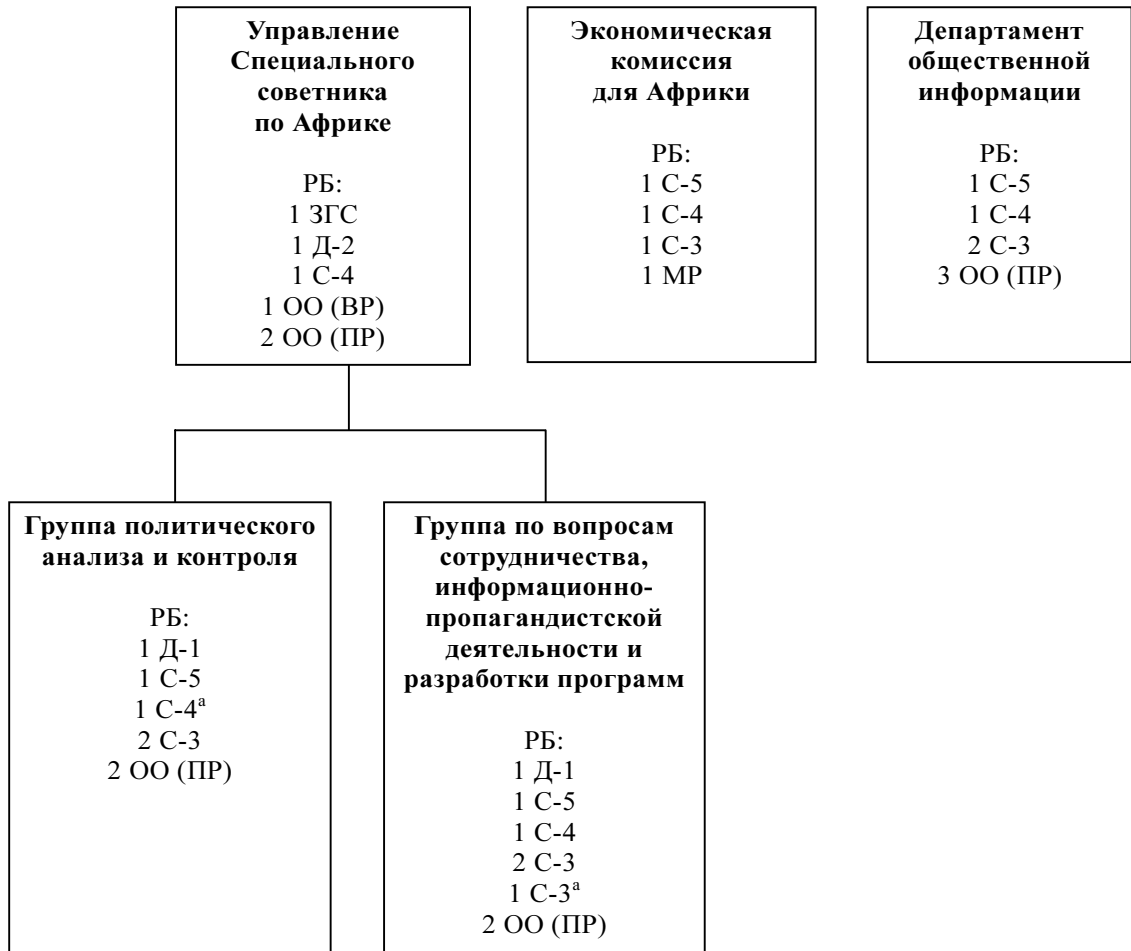 Управление
Специального
советника
по Африке
РБ:
1 ЗГС
1 Д-2
1 С-4
1 ОО (ВР)
2 ОО (ПР)
Экономическая
комиссия
для Африки
РБ:
1 С-5
1 С-4
1 С-3
1 МР
Департамент
общественной
информации
РБ:
1 С-5
1 С-4
2 С-3
3 ОО (ПР)
Группа политического
анализа и контроля
РБ:
1 Д-1
1 С-5
1 С-4ᵃ
2 С-3
2 ОО (ПР)
Группа по вопросам
сотрудничества,
информационно-
пропагандистской
деятельности и
разработки программ
РБ:
1 Д-1
1 С-5
1 С-4
2 С-3
1 С-3ᵃ
2 ОО (ПР)